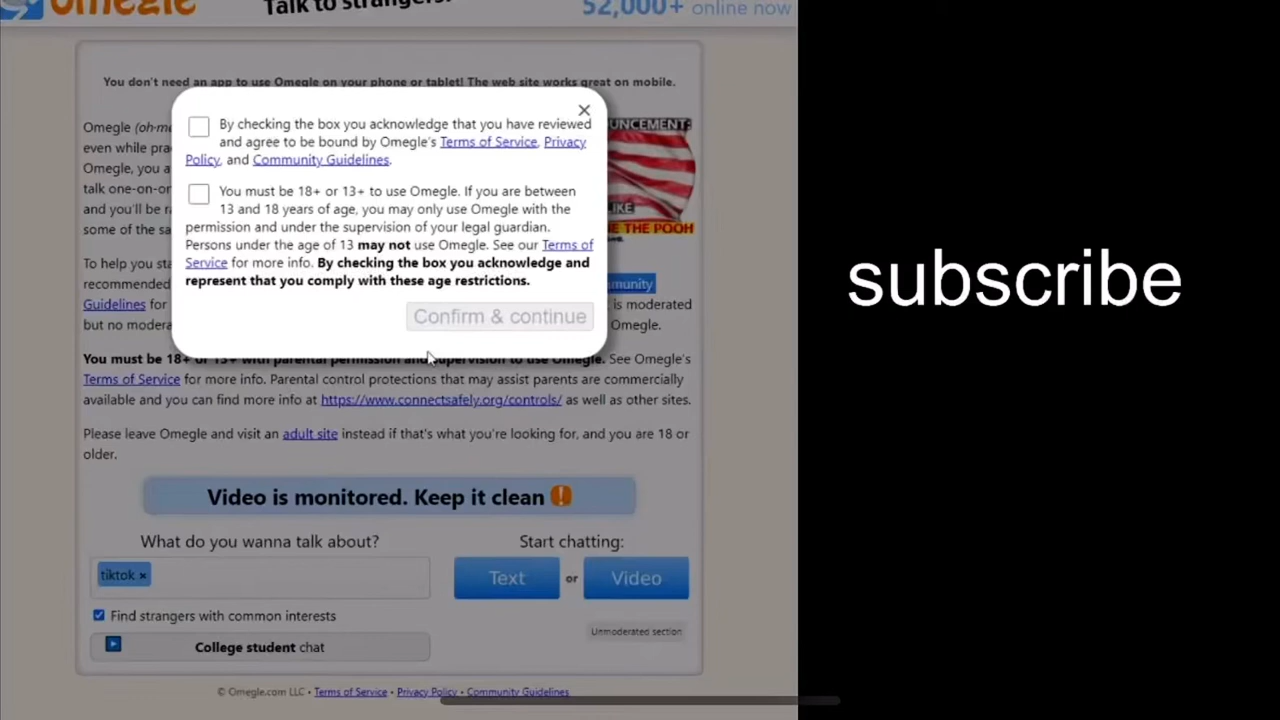 omegle Talk to strangers! 52,000+ online now
You don't need an app to use Omegle on your phone or tablet! The web site works great on mobile.
×
By checking the box you acknowledge that you have reviewed
and agree to be bound by Omegle's Terms of Service, Privacy
Policy, and Community Guidelines.
You must be 18+ or 13+ to use Omegle. If you are between
13 and 18 years of age, you may only use Omegle with the
permission and under the supervision of your legal guardian.
Persons under the age of 13 may not use Omegle. See our Terms of
Service for more info. By checking the box you acknowledge and
represent that you comply with these age restrictions.
Confirm & continue
Omegle
even while
Omegle, you
talk one-on-
and you'll be
some of the
To help you
recommended
Guidelines for is moderated
but no Omegle.
LIKE
THE POOH
You must be 18+ or 13+ with parental permission and supervision to use Omegle. See Omegle's
Terms of Service for more info. Parental control protections that may assist parents are commercially
available and you can find more info at https://www.connectsafely.org/controls/ as well as other sites.
Please leave Omegle and visit an adult site instead if that's what you're looking for, and you are 18 or
older.
Video is monitored. Keep it clean
What do you wanna talk about? Start chatting:
tiktok × Text or Video
Find strangers with common interests
Unmoderated section
College student chat
© Omegle.com LLC • Terms of Service • Privacy Policy • Community Guidelines
subscribe